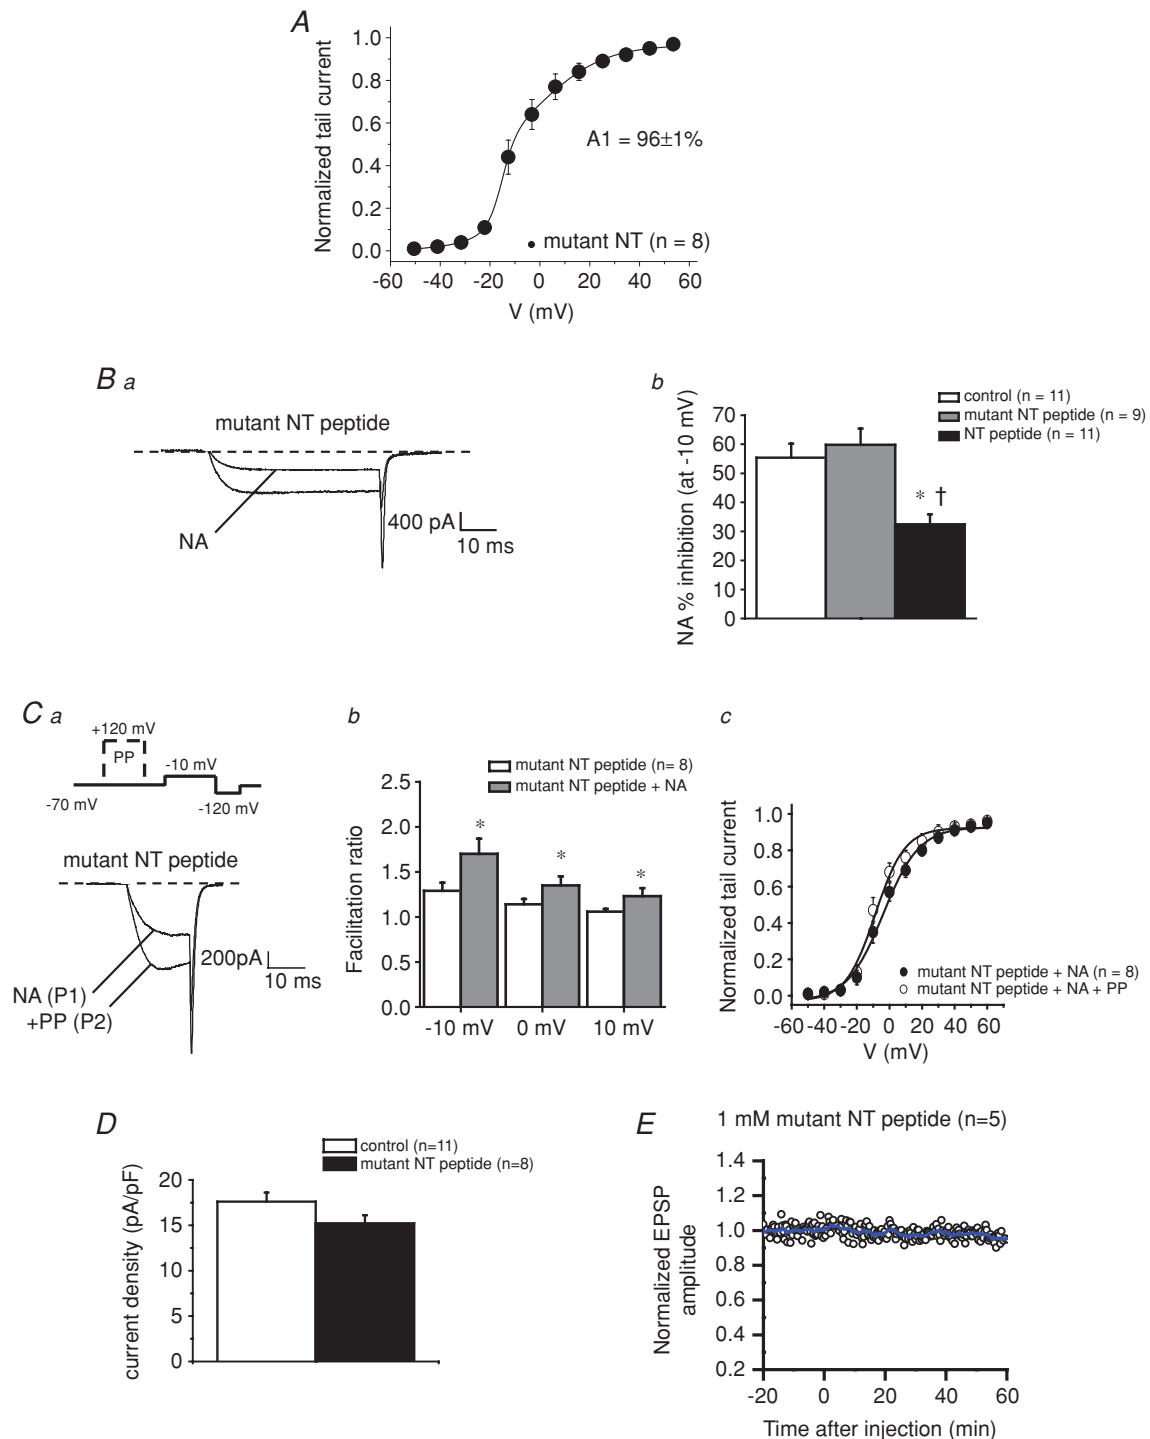 A
Normalized tail current
1.0
0.8
0.6
0.4
0.2
0.0
A1 = 96±1%
mutant NT (n = 8)
-60 -40 -20 0 20 40 60
V (mV)
B a
mutant NT peptide
NA
400 pA
10 ms
b
control (n = 11)
mutant NT peptide (n = 9)
NT peptide (n = 11)
NA % inhibition (at -10 mV)
70
60
50
40
30
20
10
0
* †
C a
+120 mV
PP
-10 mV
-70 mV
-120 mV
mutant NT peptide
200pA
10 ms
NA (P1)
+PP (P2)
b
mutant NT peptide (n= 8)
mutant NT peptide + NA
Facilitation ratio
2.5
2.0
1.5
1.0
0.5
0.0
*
*
*
-10 mV 0 mV 10 mV
c
Normalized tail current
1.0
0.8
0.6
0.4
0.2
0.0
mutant NT peptide + NA (n = 8)
mutant NT peptide + NA + PP
-60 -40 -20 0 20 40 60
V (mV)
D
control (n=11)
mutant NT peptide (n=8)
current density (pA/pF)
20
15
10
5
0
E
1 mM mutant NT peptide (n=5)
Normalized EPSP
amplitude
1.4
1.2
1.0
0.8
0.6
0.4
0.2
-20 0 20 40 60
Time after injection (min)